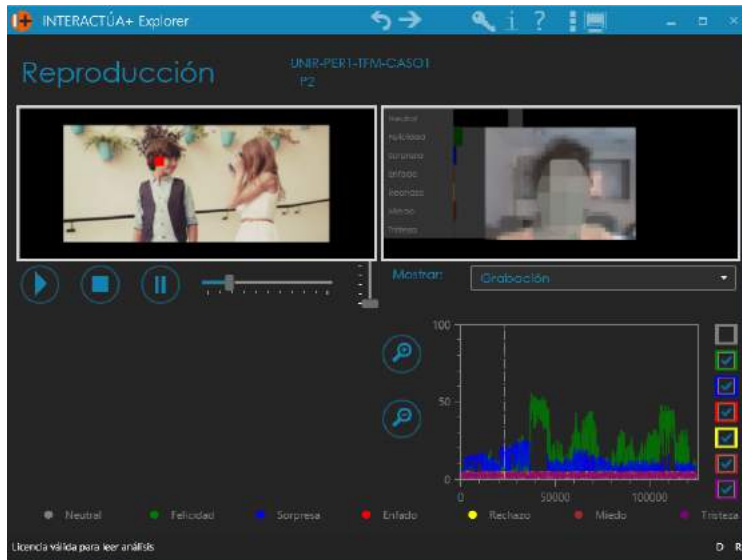 INTERACTÚA+ Explorer
Reproducción
UNIR-PER1-TFM-CASO1
P2
Neutral
Felicidad
Sorpresa
Enfado
Rechazo
Miedo
Tristeza
Mostrar:
Grabación
100
50
0
0 50000 100000
Neutral Felicidad Sorpresa Enfado Rechazo Miedo Tristeza
Licencia válida para leer análisis
D R